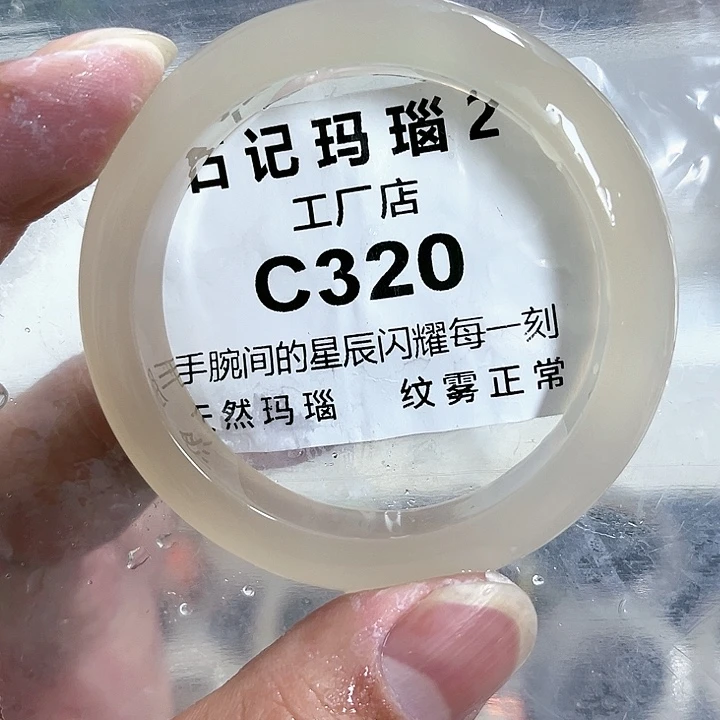 记玛瑙2
工厂店
C320
手腕间的星辰闪耀每一刻
然玛瑙 纹雾正常